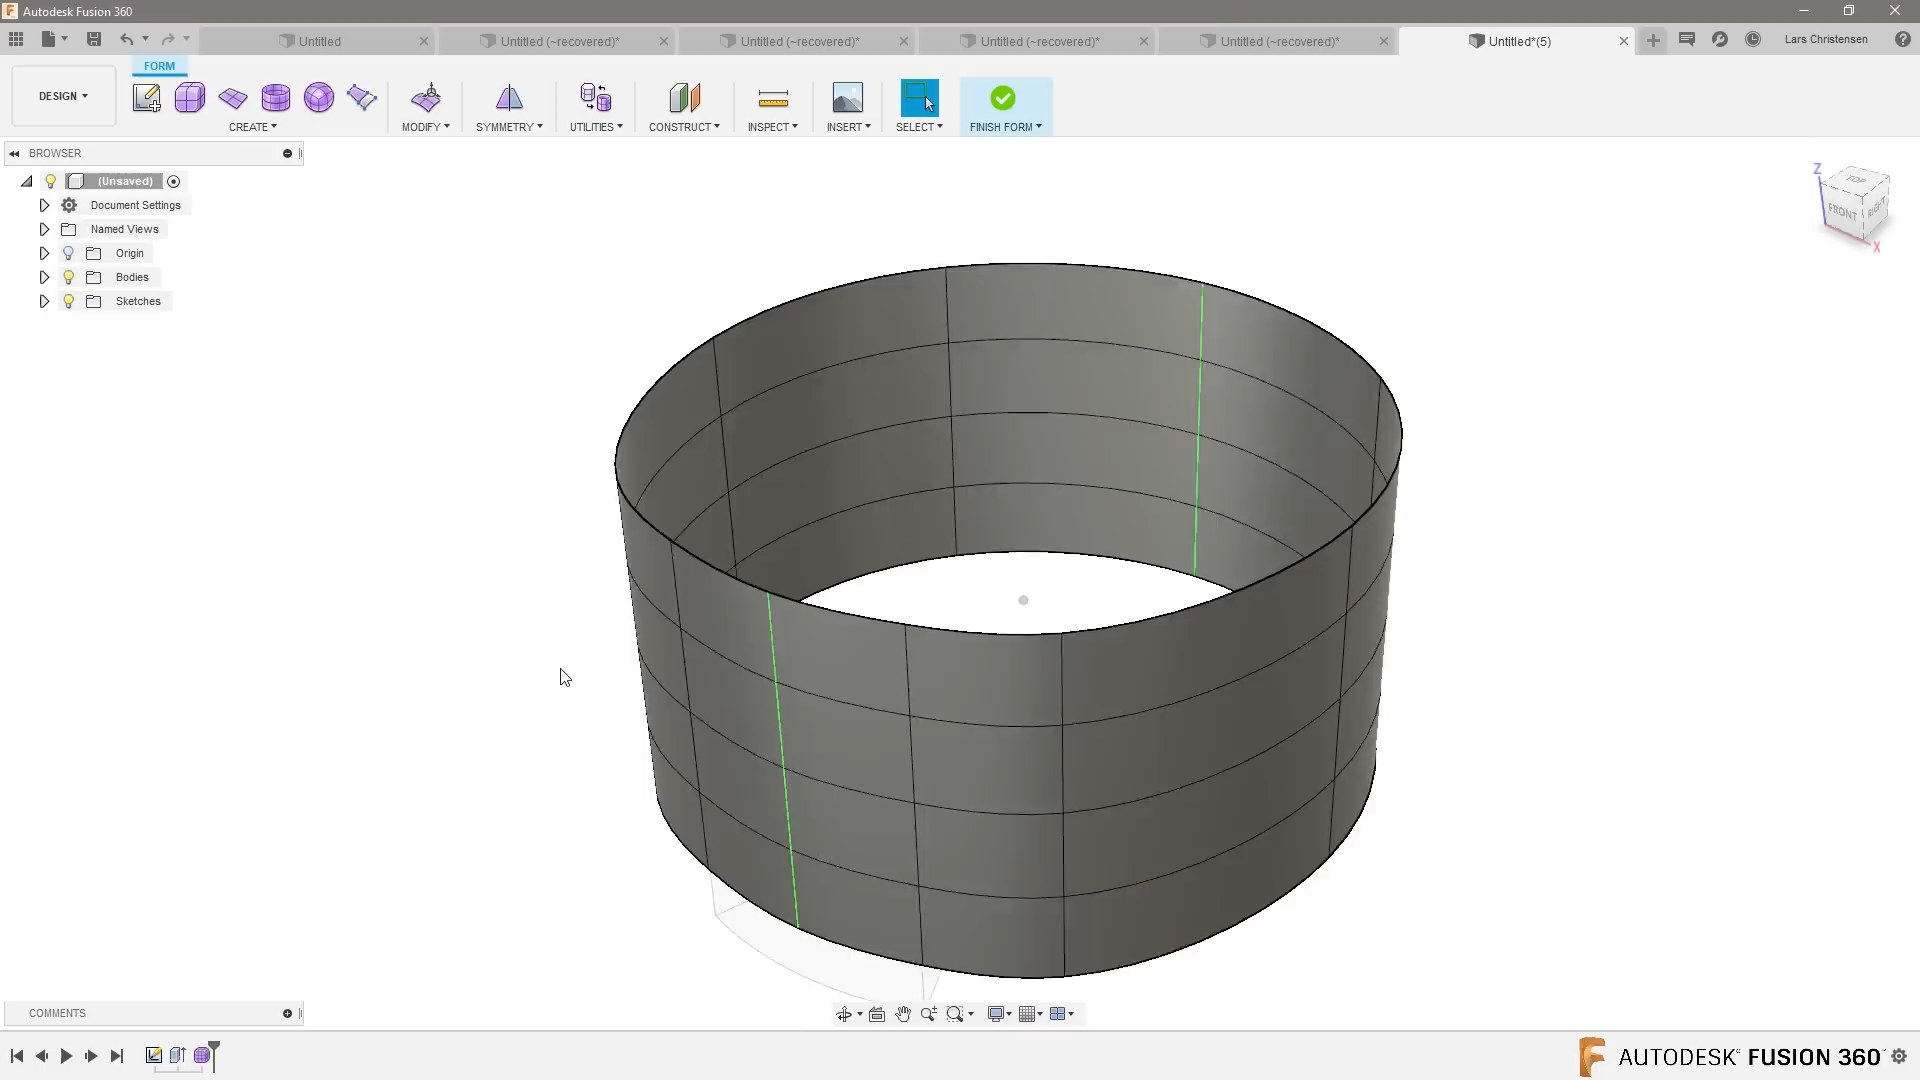 Autodesk Fusion 360
Untitled
Untitled (~recovered)*
Untitled (~recovered)*
Untitled (~recovered)*
Untitled (~recovered)*
Untitled*(5)
Lars Christensen
FORM
DESIGN
CREATE
MODIFY
SYMMETRY
UTILITIES
CONSTRUCT
INSPECT
INSERT
SELECT
FINISH FORM
BROWSER
(Unsaved)
Document Settings
Named Views
Origin
Bodies
Sketches
Z
TOP
FRONT
RIGHT
X
COMMENTS
AUTODESK FUSION 360